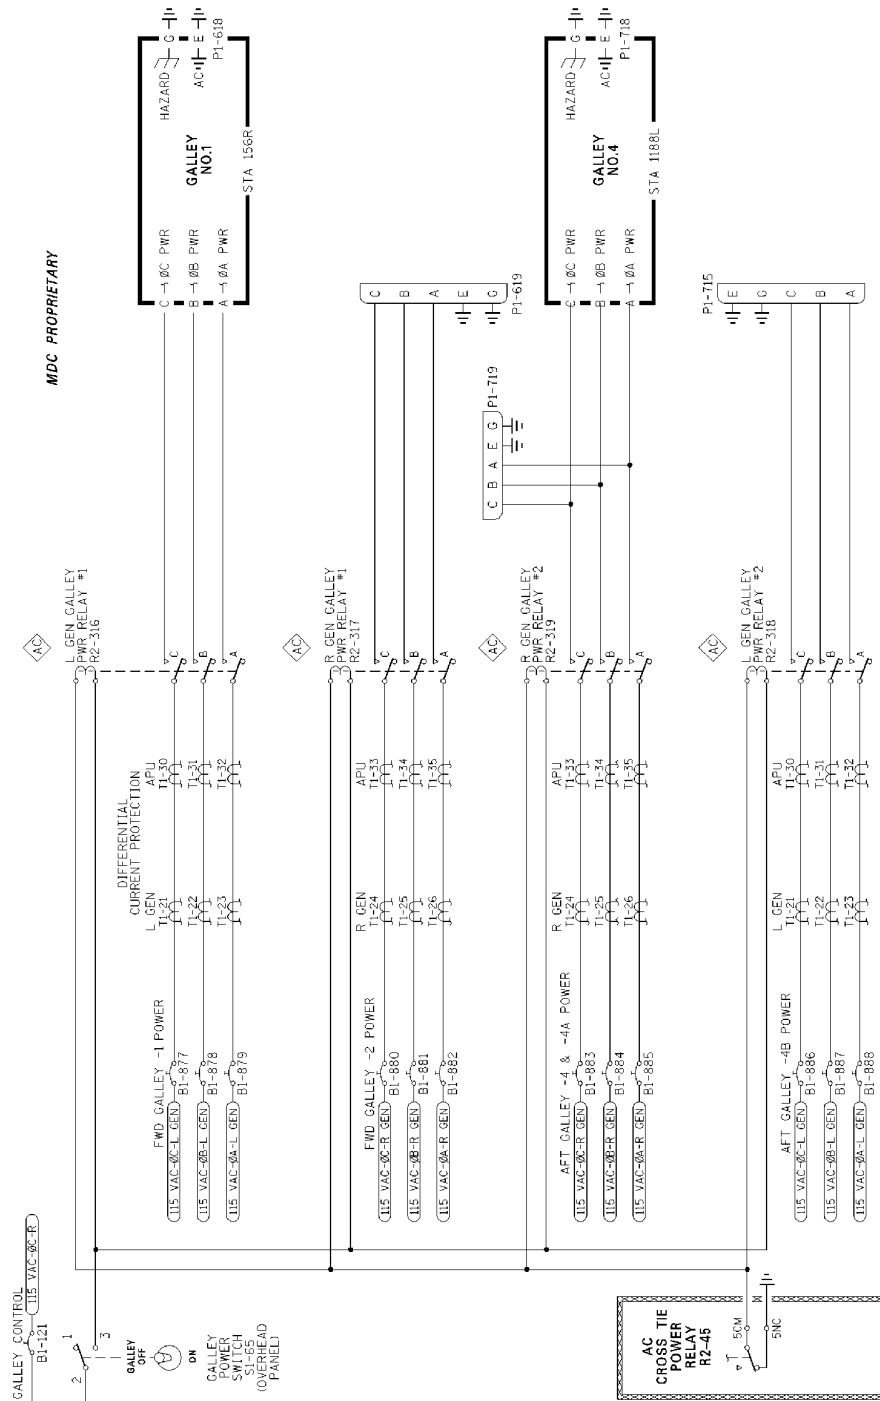 MDC PROPRIETARY
GALLEY CONTROL
B1-121
115 VAC-ØC-R
1
2
3
GALLEY
OFF
ON
GALLEY
POWER
SWITCH
S1-65
(OVERHEAD
PANEL)
FWD GALLEY -1 POWER
115 VAC-ØC-L GEN
B1-877
115 VAC-ØB-L GEN
B1-878
115 VAC-ØA-L GEN
B1-879
DIFFERENTIAL
CURRENT PROTECTION
L GEN
T1-21
T1-22
T1-23
APU
T1-30
T1-31
T1-32
AC
L GEN GALLEY
PWR RELAY #1
R2-316
C
B
A
C
ØC PWR
B
ØB PWR
A
ØA PWR
GALLEY
NO.1
STA 156R
HAZARD
G
AC
E
P1-618
FWD GALLEY -2 POWER
115 VAC-ØC-R GEN
B1-880
115 VAC-ØB-R GEN
B1-881
115 VAC-ØA-R GEN
B1-882
R GEN
T1-24
T1-25
T1-26
APU
T1-33
T1-34
T1-35
AC
R GEN GALLEY
PWR RELAY #1
R2-317
C
B
A
C
B
A
E
G
P1-619
AFT GALLEY -4 & -4A POWER
115 VAC-ØC-R GEN
B1-883
115 VAC-ØB-R GEN
B1-884
115 VAC-ØA-R GEN
B1-885
R GEN
T1-24
T1-25
T1-26
APU
T1-33
T1-34
T1-35
AC
R GEN GALLEY
PWR RELAY #2
R2-319
C
B
A
C B A E G
P1-719
C
ØC PWR
B
ØB PWR
A
ØA PWR
GALLEY
NO.4
STA 1188L
HAZARD
G
AC
E
P1-718
AFT GALLEY -4B POWER
115 VAC-ØC-L GEN
B1-886
115 VAC-ØB-L GEN
B1-887
115 VAC-ØA-L GEN
B1-888
L GEN
T1-21
T1-22
T1-23
APU
T1-30
T1-31
T1-32
AC
L GEN GALLEY
PWR RELAY #2
R2-318
C
B
A
P1-715
E
G
C
B
A
AC
CROSS TIE
POWER
RELAY
R2-45
5CM
5NC